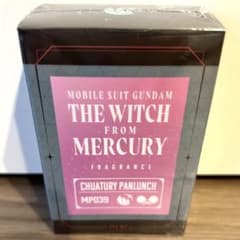 MOBILE SUIT GUNDAM
THE WITCH
FROM
MERCURY
FRAGRANCE
CHUATURY PANLUNCH
MP039